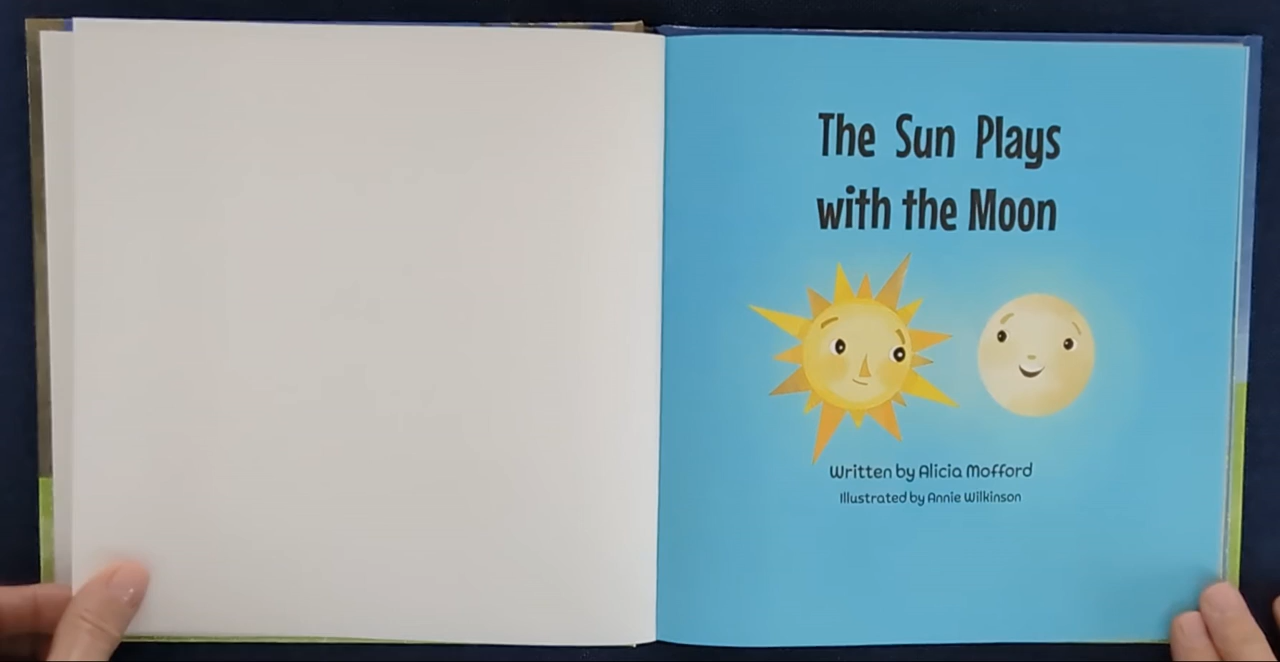 The Sun Plays
with the Moon
Written by Alicia Mofford
Illustrated by Annie Wilkinson